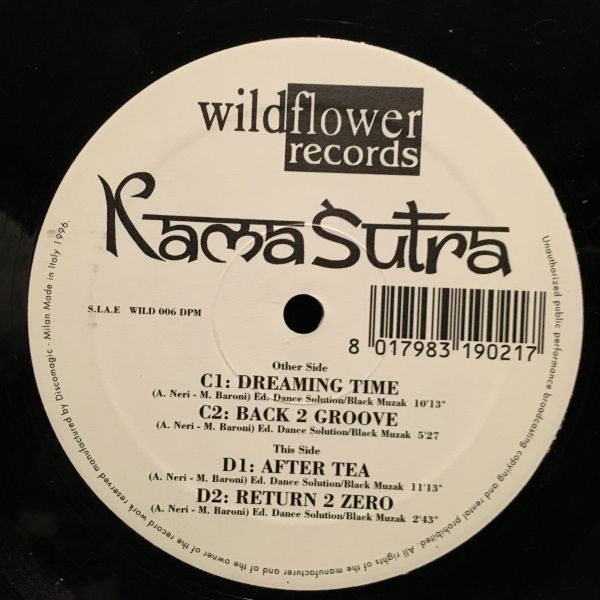 wildflower
records
Kama Sutra
S.I.A.E WILD 006 DPM
8 017983 190217
Other Side
C1: DREAMING TIME
(A. Neri - M. Baroni) Ed. Dance Solution/Black Muzak 10'13"
C2: BACK 2 GROOVE
(A. Neri - M. Baroni) Ed. Dance Solution/Black Muzak 5'27
This Side
D1: AFTER TEA
(A. Neri - M. Baroni) Ed. Dance Solution/Black Muzak 11'13"
D2: RETURN 2 ZERO
(A. Neri - M. Baroni) Ed. Dance Solution/Black Muzak 2'43"
Unauthorized public performance broadcasting copying and rental prohibited. All rights of the manufacturer and of the owner of the record work reserved manufactured by Discomagic - Milan Made in Italy 1996.